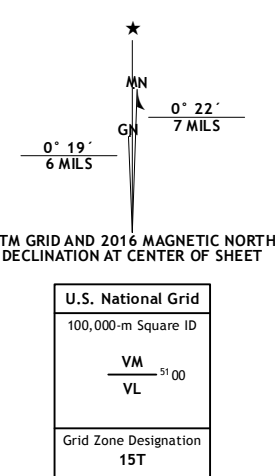 ★
MN
GN
0° 22´
7 MILS
0° 19´
6 MILS
TM GRID AND 2016 MAGNETIC NORTH
DECLINATION AT CENTER OF SHEET
U.S. National Grid
100,000-m Square ID
VM
51 00
VL
Grid Zone Designation
15T